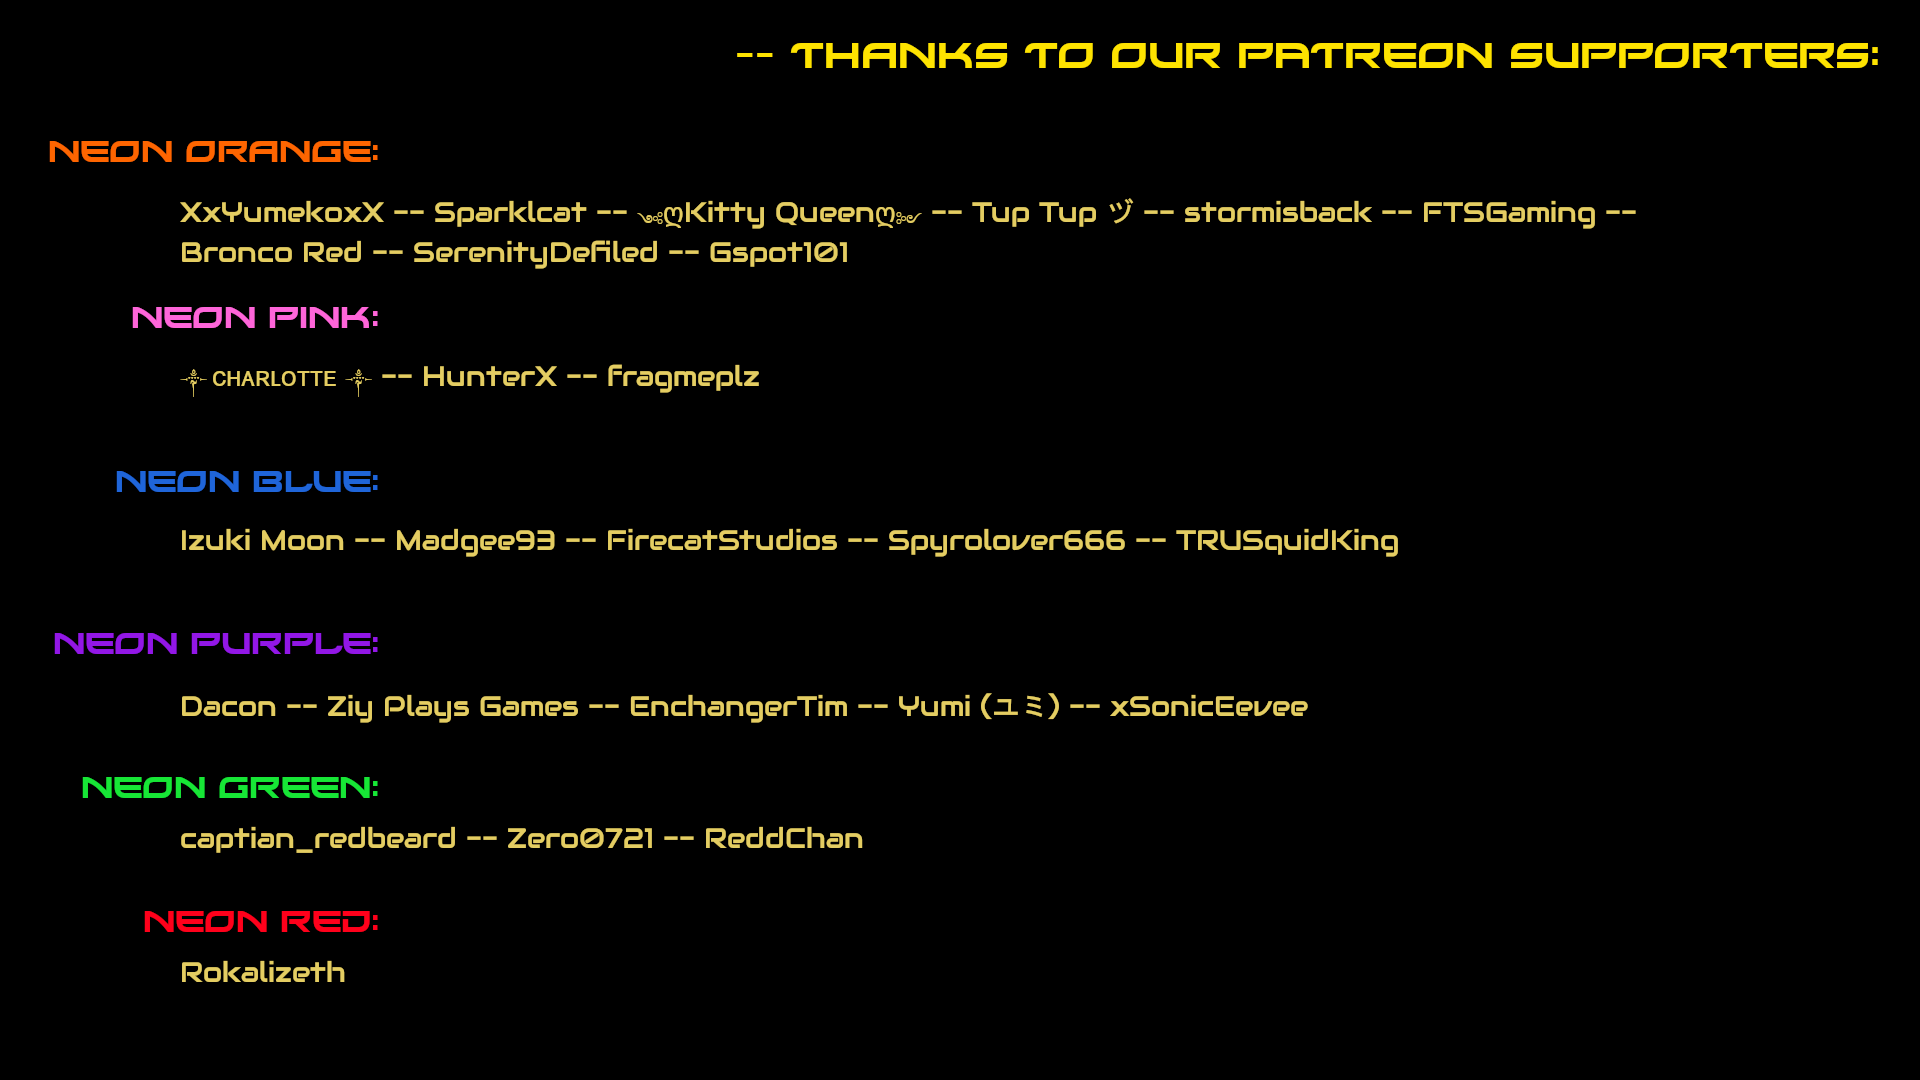 -- THANKS TO OUR PATREON SUPPORTERS:
NEON ORANGE:
XxYumekoxX -- Sparklcat -- ༺ღKitty Queenღ༻ -- Tup Tup ヅ -- stormisback -- FTSGaming --
Bronco Red -- SerenityDefiled -- Gspot101
NEON PINK:
༒ CHARLOTTE ༒ -- HunterX -- fragmeplz
NEON BLUE:
Izuki Moon -- Madgee93 -- FirecatStudios -- Spyrolover666 -- TRUSquidKing
NEON PURPLE:
Dacon -- Ziy Plays Games -- EnchangerTim -- Yumi (ユミ) -- xSonicEevee
NEON GREEN:
captian_redbeard -- Zero0721 -- ReddChan
NEON RED:
Rokalizeth